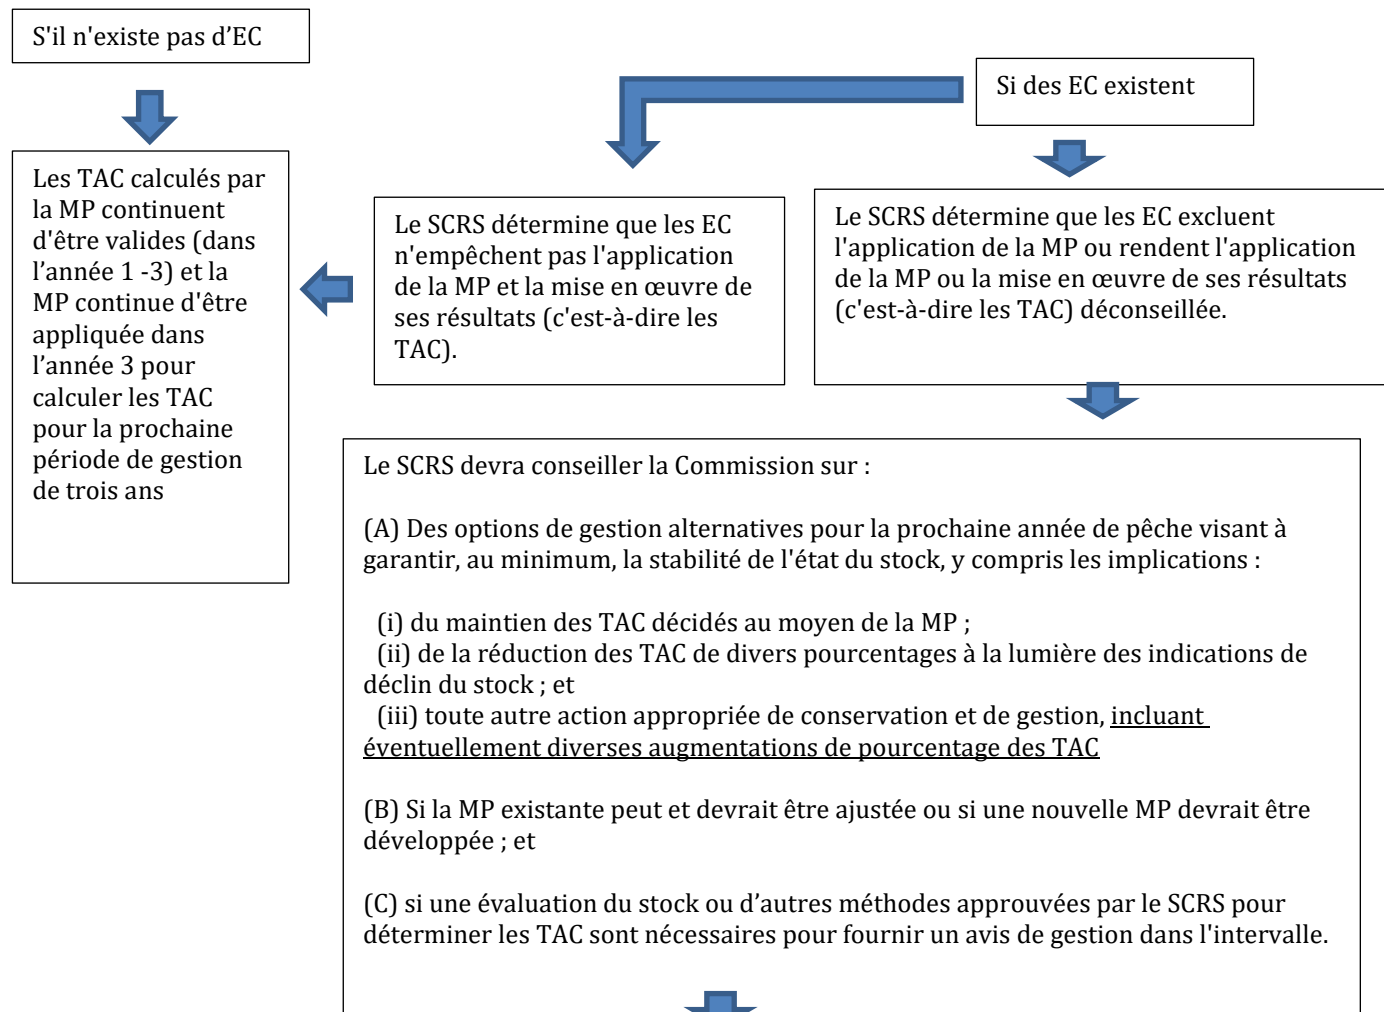 S'il n'existe pas d’EC
Si des EC existent
Les TAC calculés par
la MP continuent
d'être valides (dans
l’année 1 -3) et la
MP continue d'être
appliquée dans
l’année 3 pour
calculer les TAC
pour la prochaine
période de gestion
de trois ans
Le SCRS détermine que les EC
n'empêchent pas l'application
de la MP et la mise en œuvre de
ses résultats (c'est-à-dire les
TAC).
Le SCRS détermine que les EC excluent
l'application de la MP ou rendent l'application
de la MP ou la mise en œuvre de ses résultats
(c'est-à-dire les TAC) déconseillée.
Le SCRS devra conseiller la Commission sur :
(A) Des options de gestion alternatives pour la prochaine année de pêche visant à
garantir, au minimum, la stabilité de l'état du stock, y compris les implications :
(i) du maintien des TAC décidés au moyen de la MP ;
(ii) de la réduction des TAC de divers pourcentages à la lumière des indications de
déclin du stock ; et
(iii) toute autre action appropriée de conservation et de gestion, incluant
éventuellement diverses augmentations de pourcentage des TAC
(B) Si la MP existante peut et devrait être ajustée ou si une nouvelle MP devrait être
développée ; et
(C) si une évaluation du stock ou d’autres méthodes approuvées par le SCRS pour
déterminer les TAC sont nécessaires pour fournir un avis de gestion dans l'intervalle.